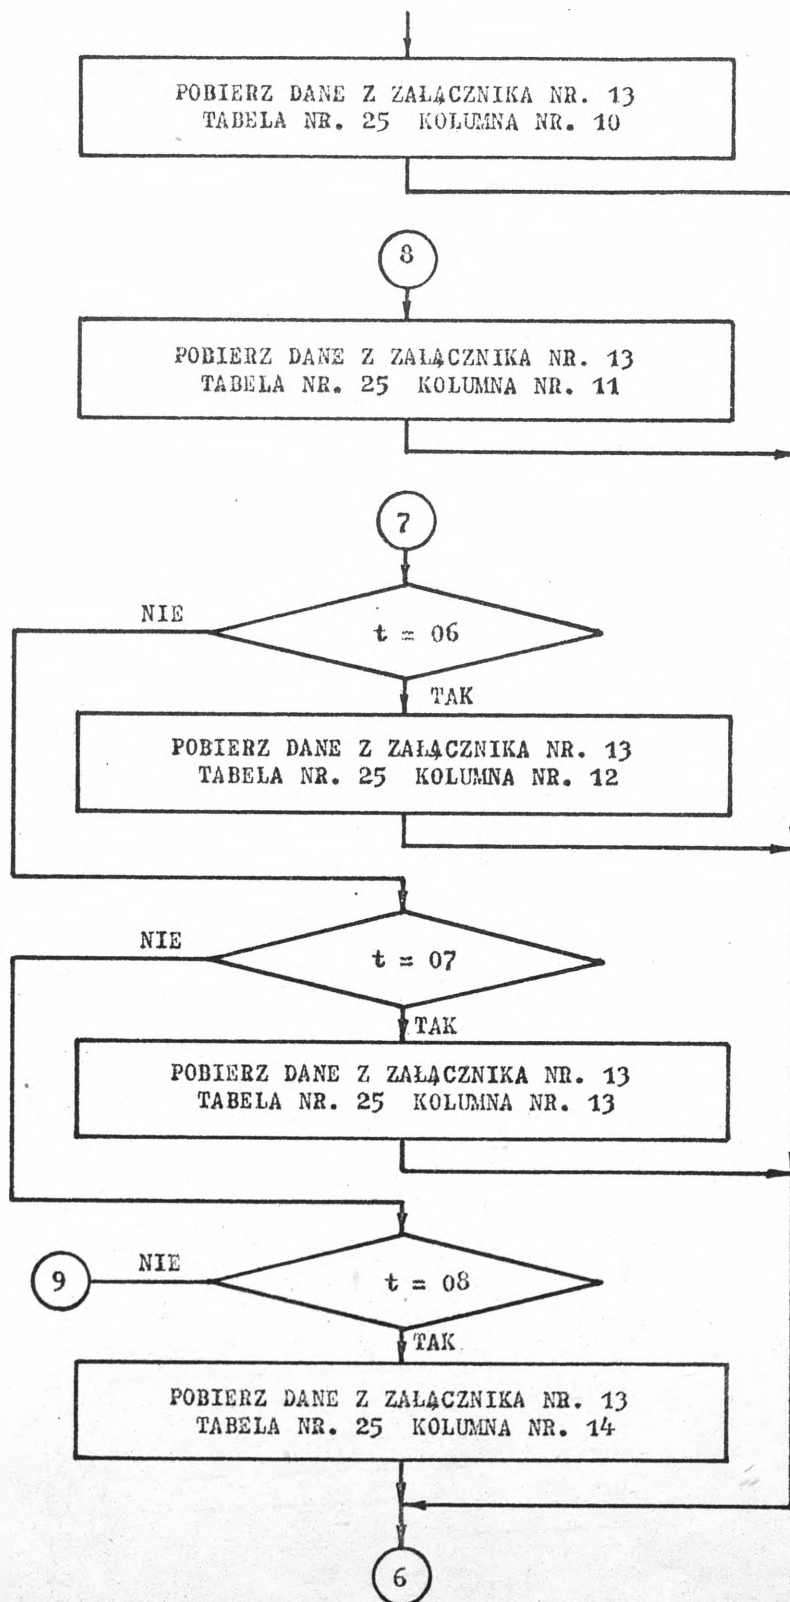 POBIERZ DANE Z ZAŁĄCZNIKA NR. 13
TABELA NR. 25 KOLUMNA NR. 10
8
POBIERZ DANE Z ZAŁĄCZNIKA NR. 13
TABELA NR. 25 KOLUMNA NR. 11
7
NIE
t = 06
TAK
POBIERZ DANE Z ZAŁĄCZNIKA NR. 13
TABELA NR. 25 KOLUMNA NR. 12
NIE
t = 07
TAK
POBIERZ DANE Z ZAŁĄCZNIKA NR. 13
TABELA NR. 25 KOLUMNA NR. 13
9
NIE
t = 08
TAK
POBIERZ DANE Z ZAŁĄCZNIKA NR. 13
TABELA NR. 25 KOLUMNA NR. 14
6